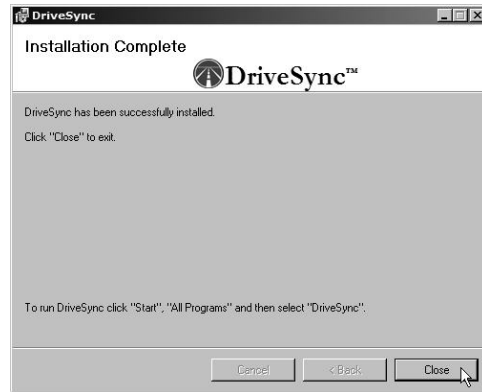 DriveSync
Installation Complete
DriveSync™
DriveSync has been successfully installed.
Click "Close" to exit.
To run DriveSync click "Start", "All Programs" and then select "DriveSync".
Cancel
< Back
Close